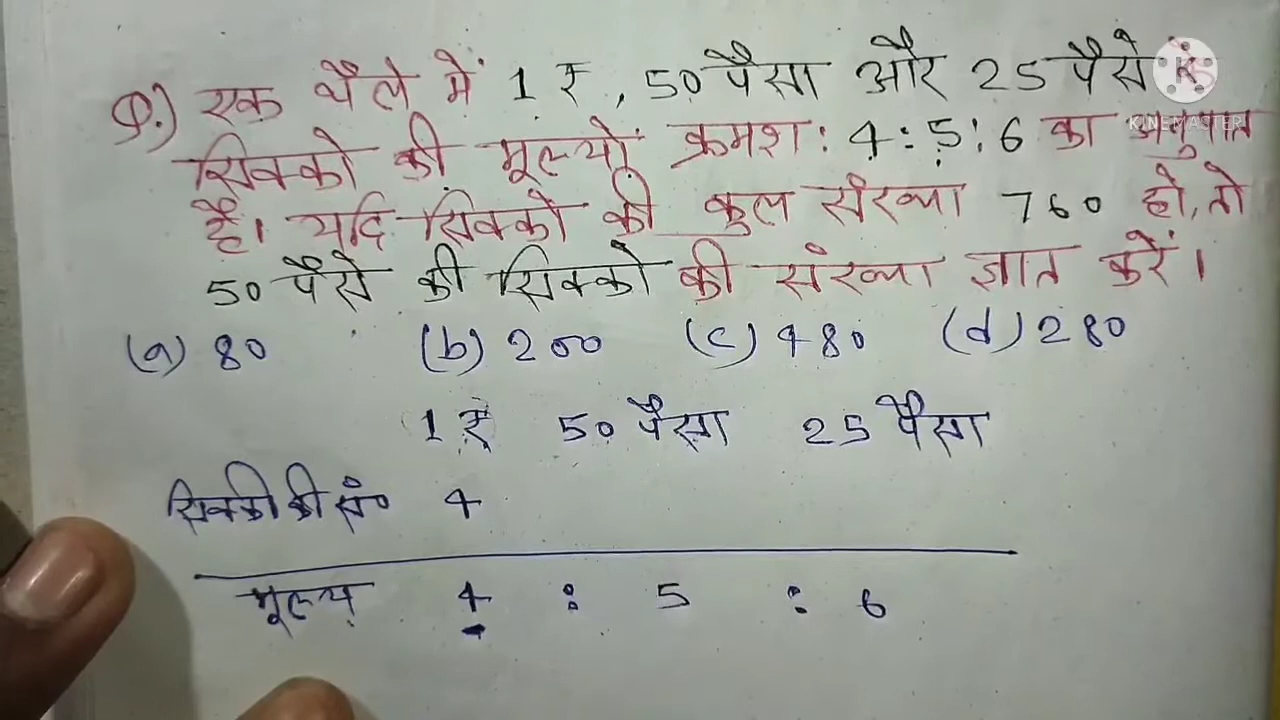 Q.) एक थैले में 1 ₹, 50 पैसा और 25 पैसे के
KINEMASTER
सिक्को की मूल्यों क्रमश: 4:5:6 का अनुपात
है। यदि सिक्को की कुल संख्या 760 हो, तो
50 पैसे की सिक्को की संख्या ज्ञात करें।
(a) 80 (b) 200 (c) 480 (d) 280
1 ₹ 50 पैसा 25 पैसा
सिक्को की सं० 4
मूल्य 4 : 5 : 6